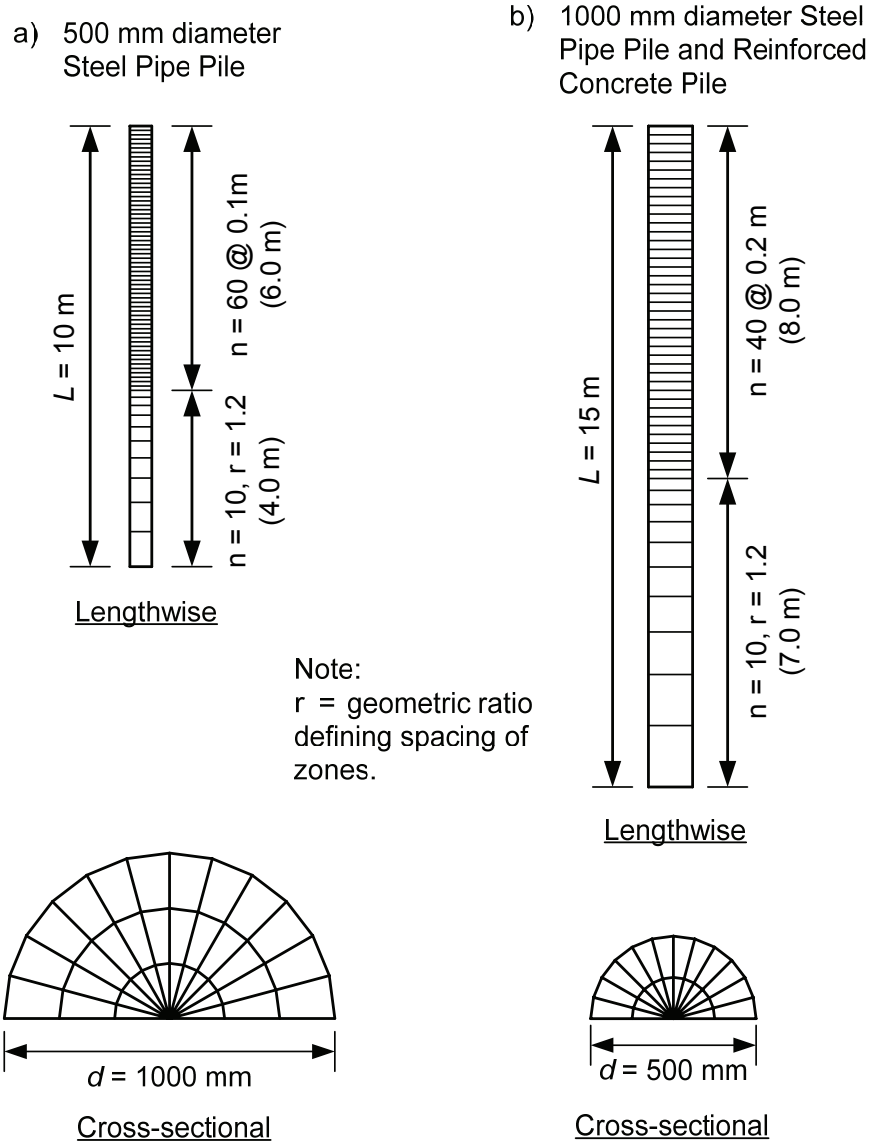 a) 500 mm diameter
Steel Pipe Pile
L = 10 m
n = 60 @ 0.1m
(6.0 m)
n = 10, r = 1.2
(4.0 m)
Lengthwise
b) 1000 mm diameter Steel
Pipe Pile and Reinforced
Concrete Pile
L = 15 m
n = 40 @ 0.2 m
(8.0 m)
n = 10, r = 1.2
(7.0 m)
Lengthwise
Note:
r = geometric ratio
defining spacing of
zones.
d = 1000 mm
Cross-sectional
d = 500 mm
Cross-sectional